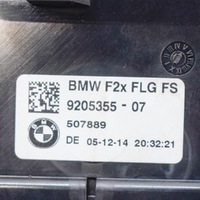 BMW F2x FLG FS
9205355 - 07
507889
DE 05-12-14 20:32:21